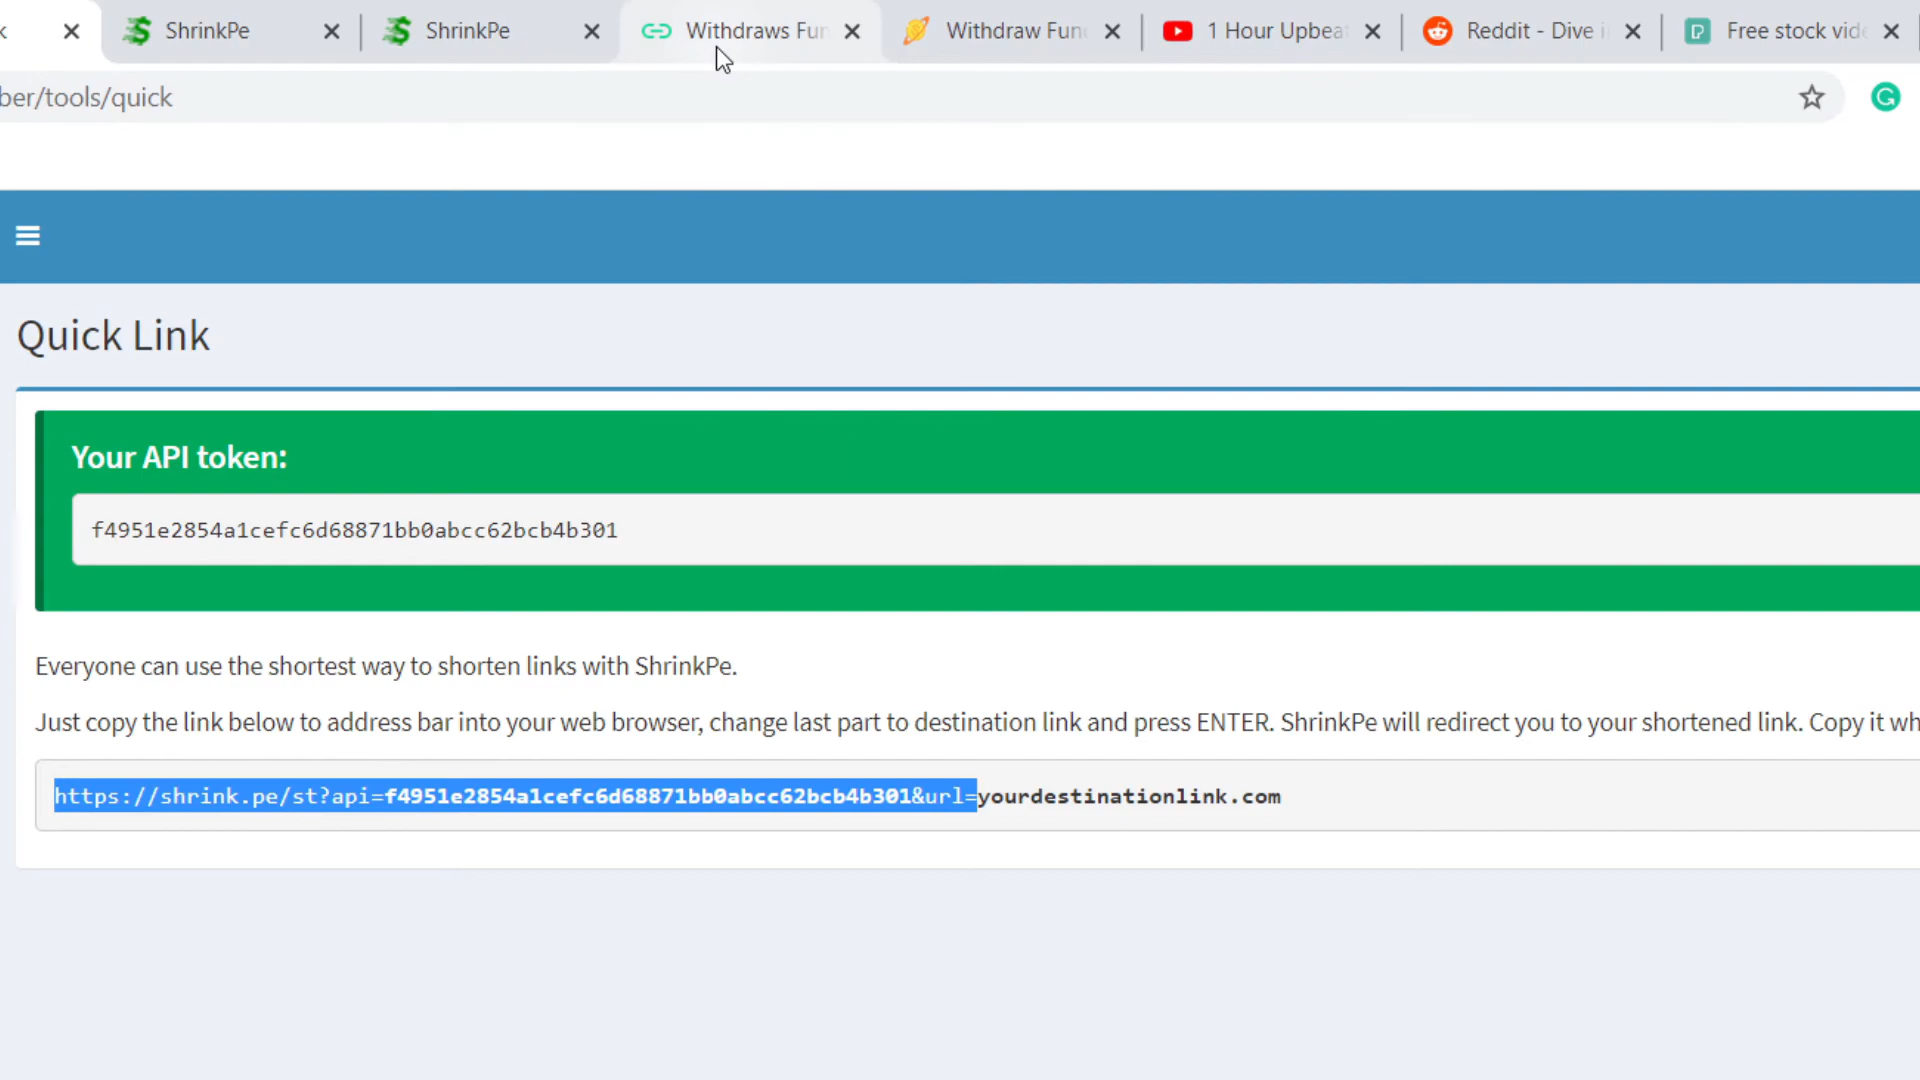 k
ShrinkPe
ShrinkPe
Withdraws Fun
Withdraw Fun
1 Hour Upbeat
Reddit - Dive i
Free stock vide
ber/tools/quick
Quick Link
Your API token:
f4951e2854a1cefc6d68871bb0abcc62bcb4b301
Everyone can use the shortest way to shorten links with ShrinkPe.
Just copy the link below to address bar into your web browser, change last part to destination link and press ENTER. ShrinkPe will redirect you to your shortened link. Copy it wh
https://shrink.pe/st?api=f4951e2854a1cefc6d68871bb0abcc62bcb4b301&url=yourdestinationlink.com